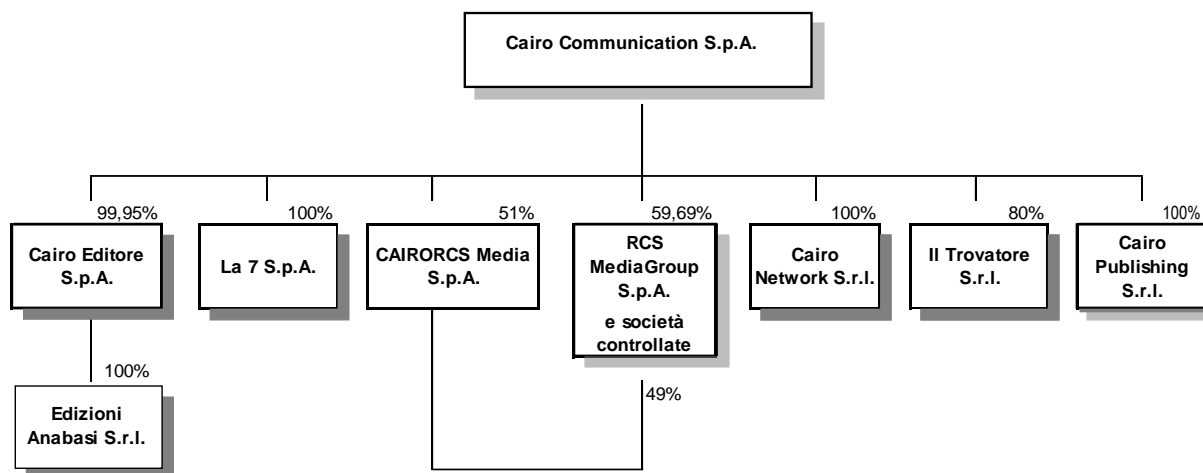 Cairo Communication S.p.A.
99,95%
100%
51%
59,69%
100%
80%
100%
Cairo Editore
S.p.A.
La 7 S.p.A.
CAIRORCS Media
S.p.A.
RCS
MediaGroup
S.p.A.
e società
controllate
Cairo
Network S.r.l.
Il Trovatore
S.r.l.
Cairo
Publishing
S.r.l.
100%
49%
Edizioni
Anabasi S.r.l.